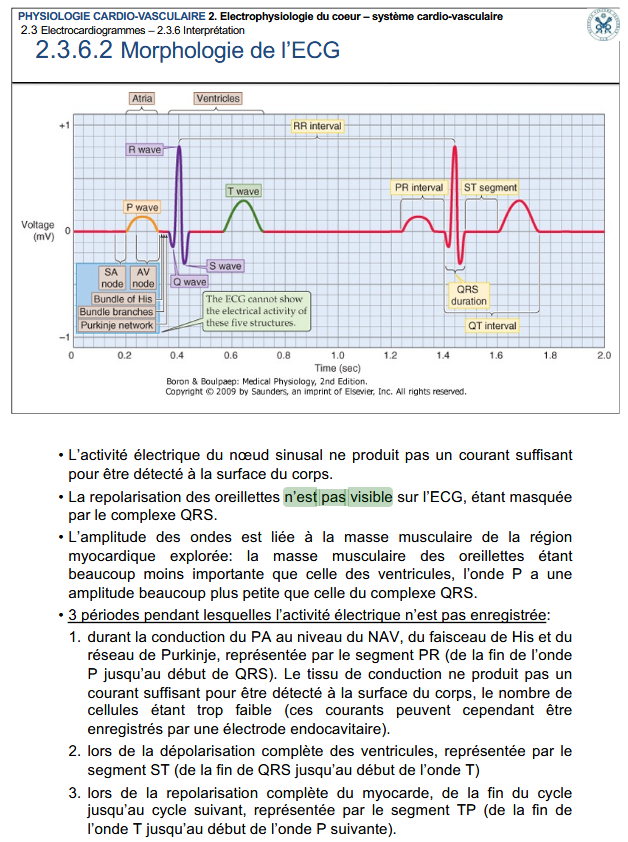 PHYSIOLOGIE CARDIO-VASCULAIRE 2. Electrophysiologie du coeur – système cardio-vasculaire
2.3 Electrocardiogrammes – 2.3.6 Interprétation
2.3.6.2 Morphologie de l’ECG
Atria
Ventricles
+1
RR interval
R wave
PR interval
ST segment
T wave
P wave
Voltage
(mV)
0
S wave
SA
node
AV
node
Q wave
QRS
duration
Bundle of His
Bundle branches
Purkinje network
The ECG cannot show
the electrical activity of
these five structures.
QT interval
–1
0
0.2
0.4
0.6
0.8
1.0
1.2
1.4
1.6
1.8
2.0
Time (sec)
Boron & Boulpaep: Medical Physiology, 2nd Edition.
Copyright © 2009 by Saunders, an imprint of Elsevier, Inc. All rights reserved.
• L’activité électrique du nœud sinusal ne produit pas un courant suffisant
pour être détecté à la surface du corps.
• La repolarisation des oreillettes n’est pas visible sur l’ECG, étant masquée
par le complexe QRS.
• L’amplitude des ondes est liée à la masse musculaire de la région
myocardique explorée: la masse musculaire des oreillettes étant
beaucoup moins importante que celle des ventricules, l’onde P a une
amplitude beaucoup plus petite que celle du complexe QRS.
• 3 périodes pendant lesquelles l’activité électrique n’est pas enregistrée:
1. durant la conduction du PA au niveau du NAV, du faisceau de His et du
réseau de Purkinje, représentée par le segment PR (de la fin de l’onde
P jusqu’au début de QRS). Le tissu de conduction ne produit pas un
courant suffisant pour être détecté à la surface du corps, le nombre de
cellules étant trop faible (ces courants peuvent cependant être
enregistrés par une électrode endocavitaire).
2. lors de la dépolarisation complète des ventricules, représentée par le
segment ST (de la fin de QRS jusqu’au début de l’onde T)
3. lors de la repolarisation complète du myocarde, de la fin du cycle
jusqu’au cycle suivant, représentée par le segment TP (de la fin de
l’onde T jusqu’au début de l’onde P suivante).